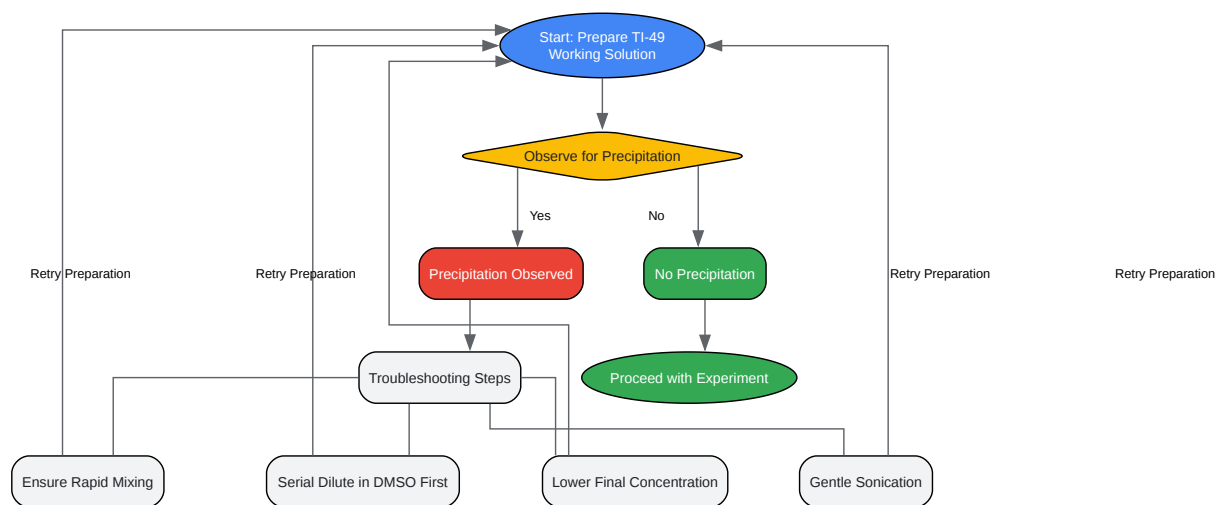 Start: Prepare TI-49
Working Solution
Observe for Precipitation
Yes
No
Retry Preparation
Retry Preparation
Precipitation Observed
No Precipitation
Retry Preparation
Retry Preparation
Troubleshooting Steps
Proceed with Experiment
Ensure Rapid Mixing
Serial Dilute in DMSO First
Lower Final Concentration
Gentle Sonication